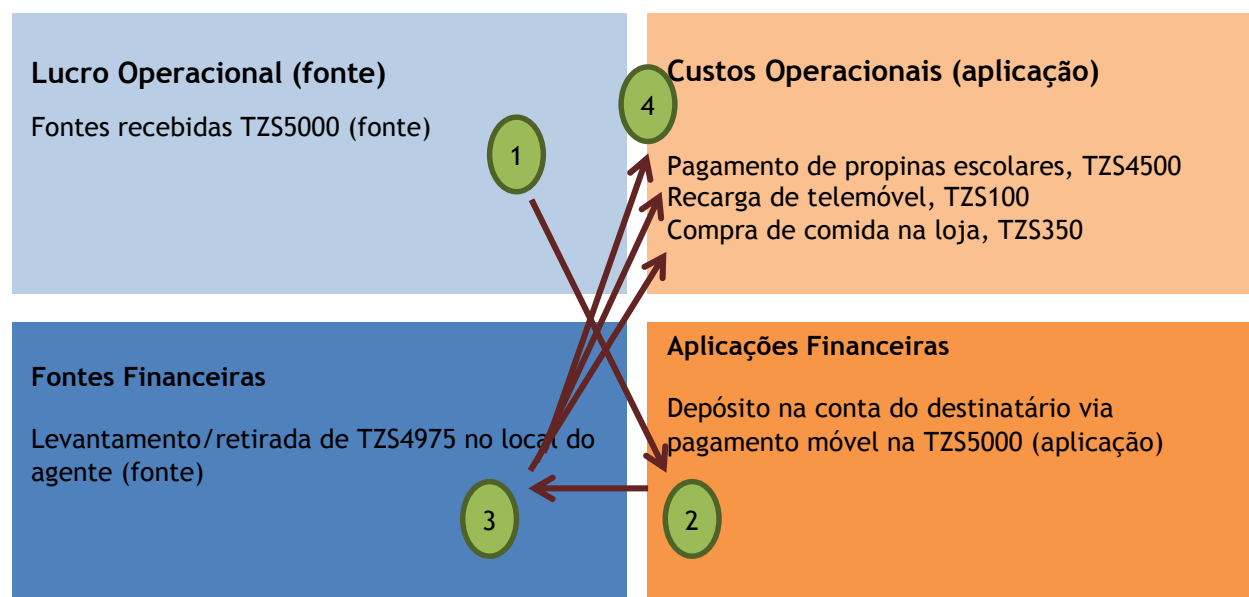 Lucro Operacional (fonte)
Fontes recebidas TZS5000 (fonte)
1
4
Custos Operacionais (aplicação)
Pagamento de propinas escolares, TZS4500
Recarga de telemóvel, TZS100
Compra de comida na loja, TZS350
Fontes Financeiras
Levantamento/retirada de TZS4975 no local do
agente (fonte)
3
Aplicações Financeiras
Depósito na conta do destinatário via
pagamento móvel na TZS5000 (aplicação)
2